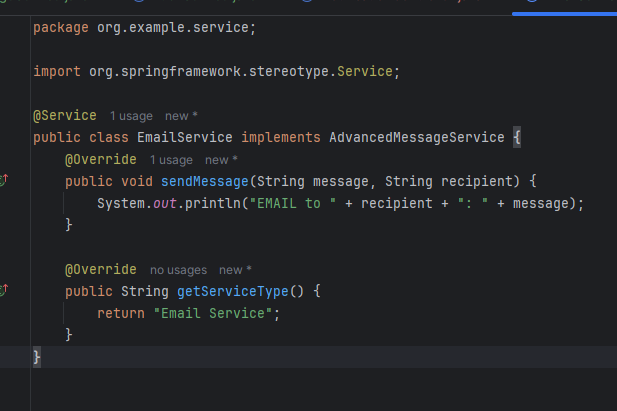 package org.example.service;
import org.springframework.stereotype.Service;
@Service 1 usage new *
public class EmailService implements AdvancedMessageService {
@Override 1 usage new *
public void sendMessage(String message, String recipient) {
System.out.println("EMAIL to " + recipient + ": " + message);
}
@Override no usages new *
public String getServiceType() {
return "Email Service";
}
}